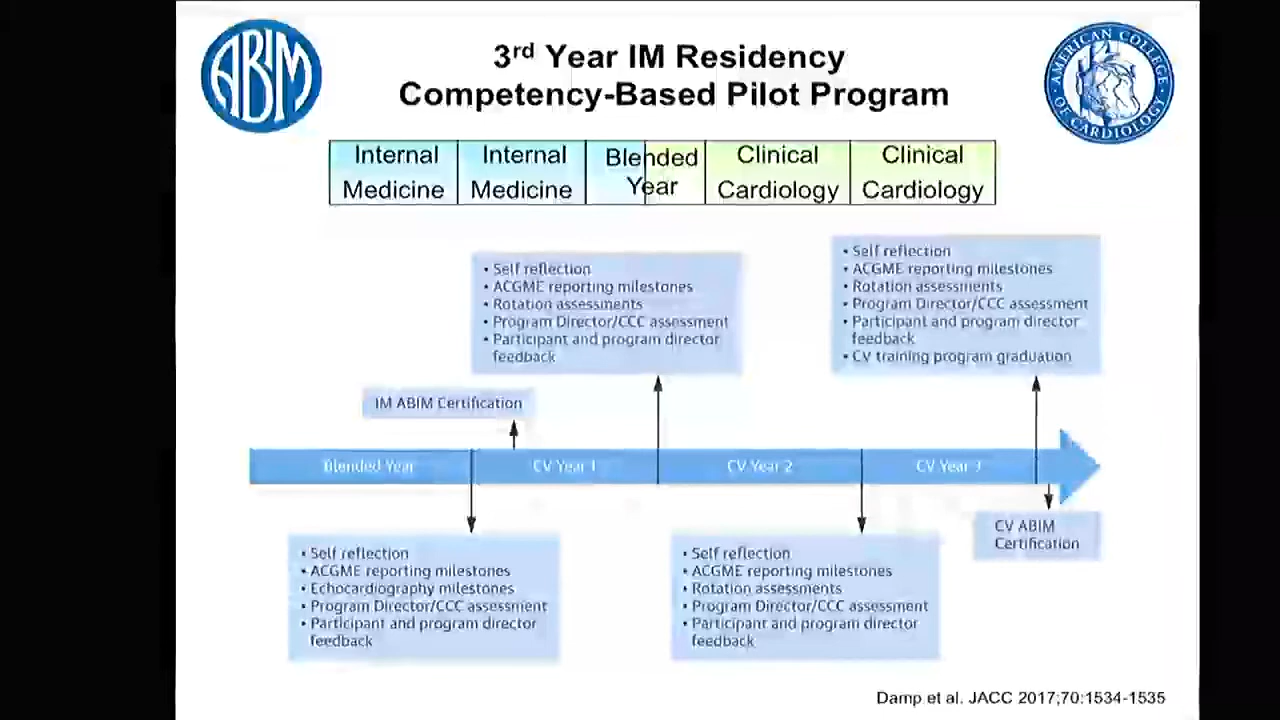 ABIM
3rd Year IM Residency
Competency-Based Pilot Program
AMERICAN COLLEGE
OF CARDIOLOGY
Internal Medicine
Internal Medicine
Blended Year
Clinical Cardiology
Clinical Cardiology
• Self reflection
• ACGME reporting milestones
• Rotation assessments
• Program Director/CCC assessment
• Participant and program director
feedback
• Self reflection
• ACGME reporting milestones
• Rotation assessments
• Program Director/CCC assessment
• Participant and program director
feedback
• CV training program graduation
IM ABIM Certification
Blended Year
CV Year 1
CV Year 2
CV Year 3
CV ABIM
Certification
• Self reflection
• ACGME reporting milestones
• Echocardiography milestones
• Program Director/CCC assessment
• Participant and program director
feedback
• Self reflection
• ACGME reporting milestones
• Rotation assessments
• Program Director/CCC assessment
• Participant and program director
feedback
Damp et al. JACC 2017;70:1534-1535